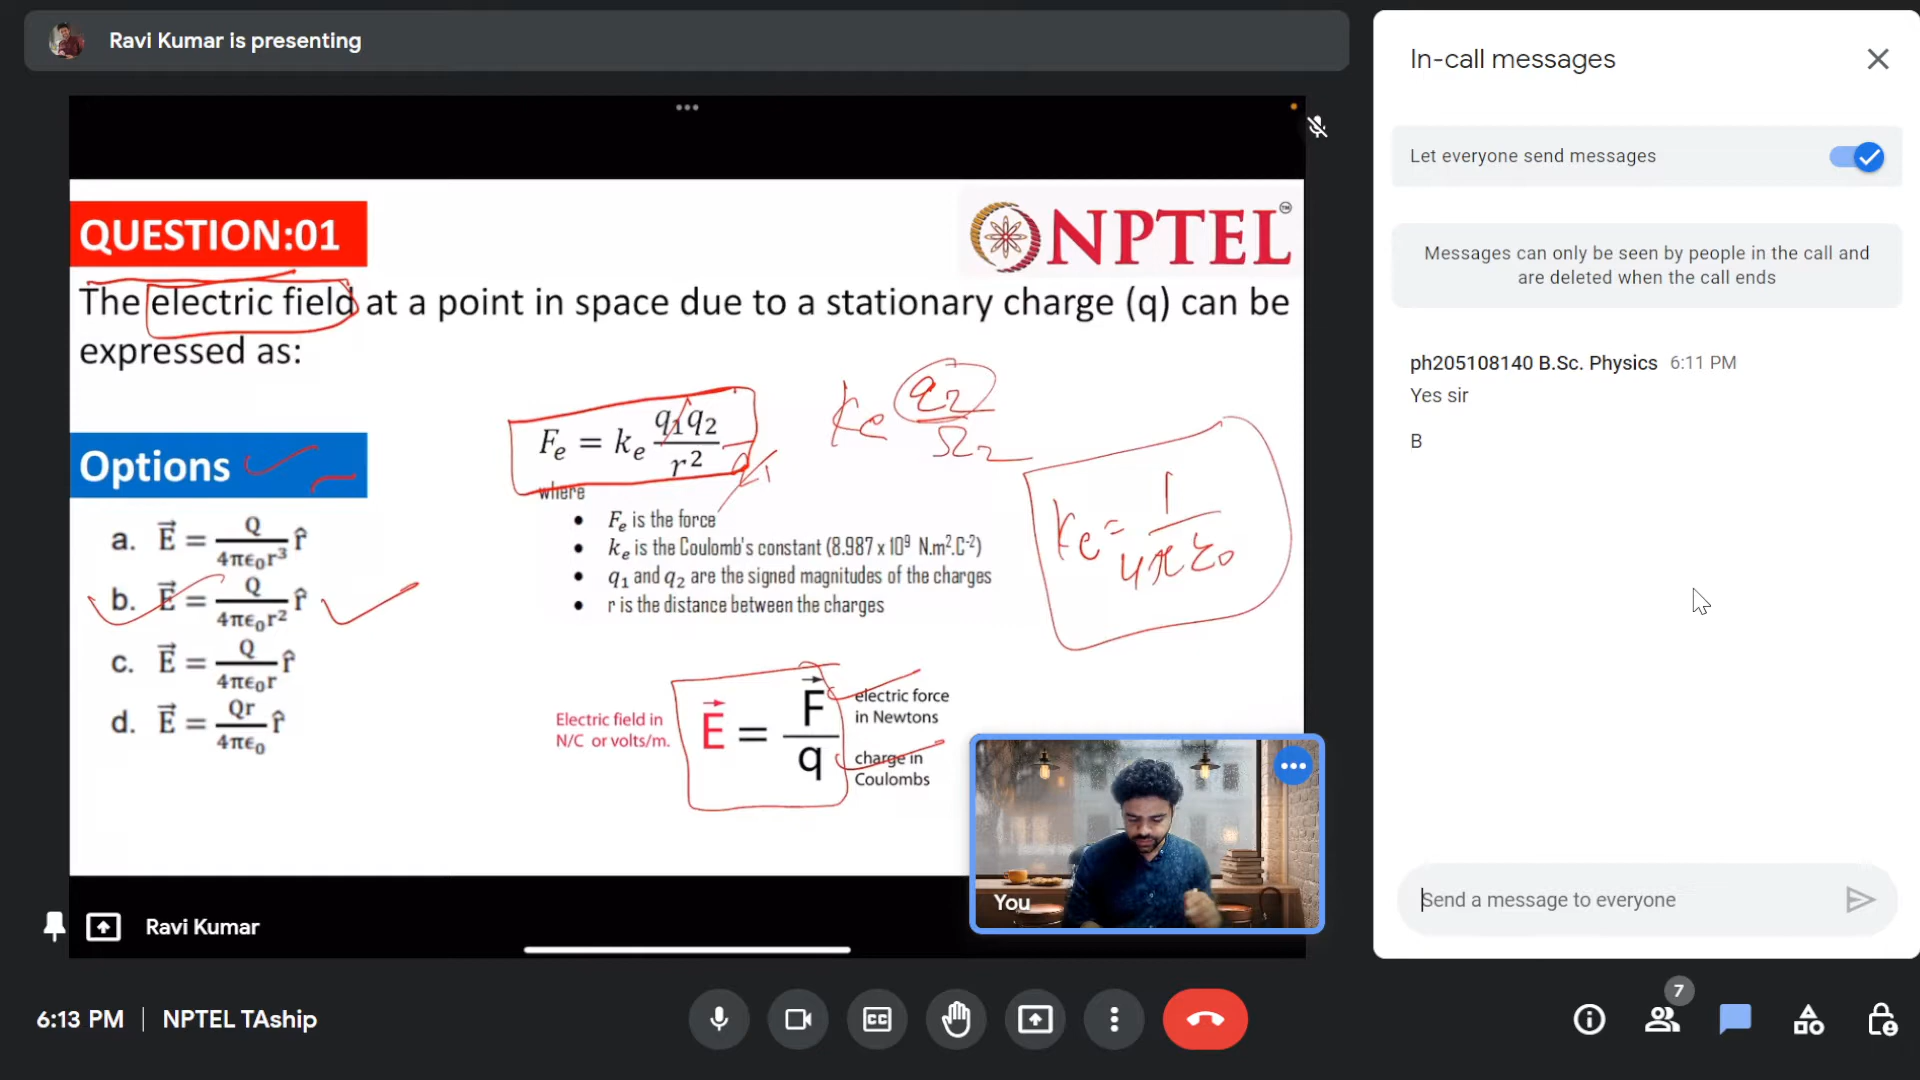 Ravi Kumar is presenting
QUESTION:01
NPTEL
TM
The electric field at a point in space due to a stationary charge (q) can be
expressed as:
Options
a. E⃗ = Q / 4πϵ₀r³ r̂
b. E⃗ = Q / 4πϵ₀r² r̂
c. E⃗ = Q / 4πϵ₀r r̂
d. E⃗ = Qr / 4πϵ₀ r̂
Fₑ = kₑ q₁q₂ / r²
where
• Fₑ is the force
• kₑ is the Coulomb's constant (8.987 x 10⁹ N.m².C⁻²)
• q₁ and q₂ are the signed magnitudes of the charges
• r is the distance between the charges
Ke q2
Ke = 1 / 4πε₀
Electric field in
N/C or volts/m.
E⃗ = F⃗ / q
electric force
in Newtons
charge in
Coulombs
You
Ravi Kumar
In-call messages
Let everyone send messages
Messages can only be seen by people in the call and
are deleted when the call ends
ph205108140 B.Sc. Physics 6:11 PM
Yes sir
B
Send a message to everyone
6:13 PM | NPTEL TAship
CC
7